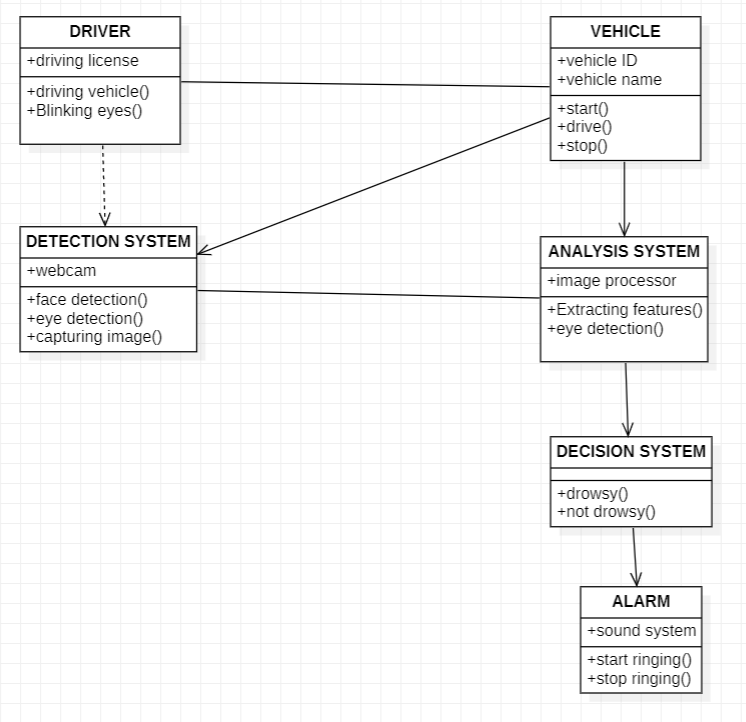 DRIVER
+driving license
+driving vehicle()
+Blinking eyes()
VEHICLE
+vehicle ID
+vehicle name
+start()
+drive()
+stop()
DETECTION SYSTEM
+webcam
+face detection()
+eye detection()
+capturing image()
ANALYSIS SYSTEM
+image processor
+Extracting features()
+eye detection()
DECISION SYSTEM
+drowsy()
+not drowsy()
ALARM
+sound system
+start ringing()
+stop ringing()